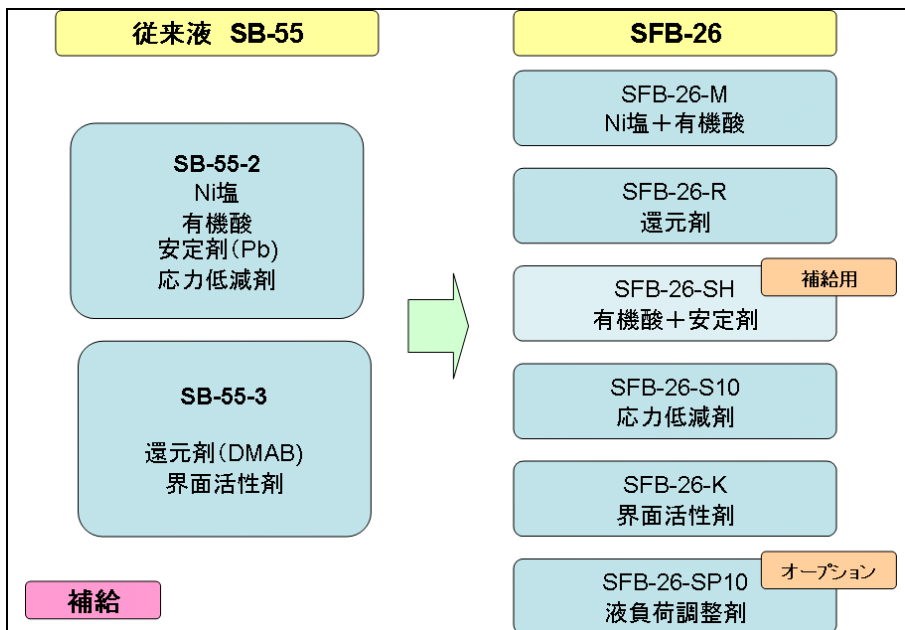 従来液 SB-55
SB-55-2
Ni塩
有機酸
安定剤(Pb)
応力低減剤
SB-55-3
還元剤(DMAB)
界面活性剤
補給
SFB-26
SFB-26-M
Ni塩+有機酸
SFB-26-R
還元剤
補給用
SFB-26-SH
有機酸+安定剤
SFB-26-S10
応力低減剤
SFB-26-K
界面活性剤
オープション
SFB-26-SP10
液負荷調整剤